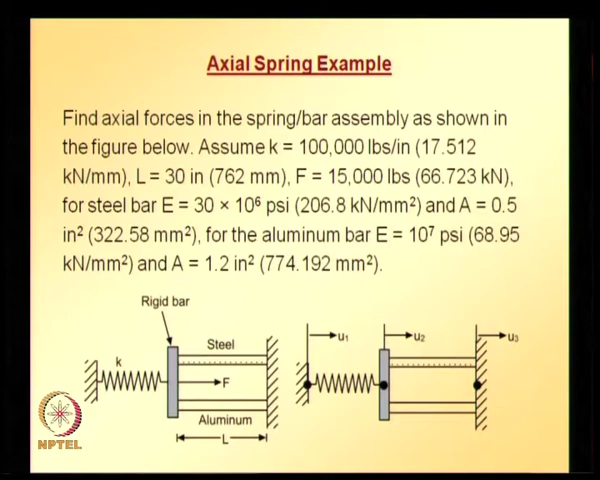 Axial Spring Example
Find axial forces in the spring/bar assembly as shown in
the figure below. Assume k = 100,000 lbs/in (17.512
kN/mm), L = 30 in (762 mm), F = 15,000 lbs (66.723 kN),
for steel bar E = 30 × 10⁶ psi (206.8 kN/mm²) and A = 0.5
in² (322.58 mm²), for the aluminum bar E = 10⁷ psi (68.95
kN/mm²) and A = 1.2 in² (774.192 mm²).
Rigid bar
k
Steel
F
Aluminum
L
u₁
u₂
u₃
NPTEL